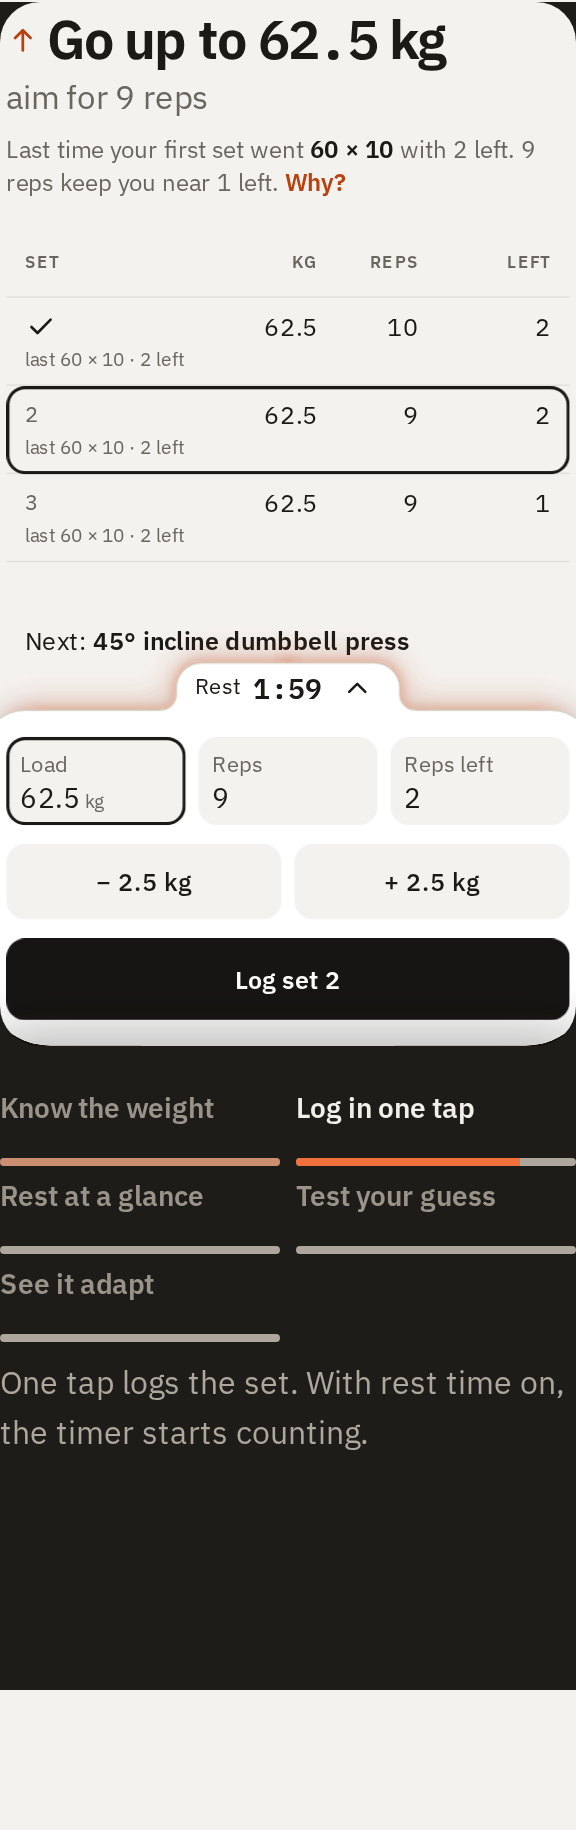 ↑ Go up to 62.5 kg
aim for 9 reps
Last time your first set went 60 × 10 with 2 left. 9
reps keep you near 1 left. Why?
SET KG REPS LEFT
✓ 62.5 10 2
last 60 × 10 · 2 left
2 62.5 9 2
last 60 × 10 · 2 left
3 62.5 9 1
last 60 × 10 · 2 left
Next: 45° incline dumbbell press
Rest 1:59
Load Reps Reps left
62.5 kg 9 2
− 2.5 kg + 2.5 kg
Log set 2
Know the weight Log in one tap
Rest at a glance Test your guess
See it adapt
One tap logs the set. With rest time on,
the timer starts counting.